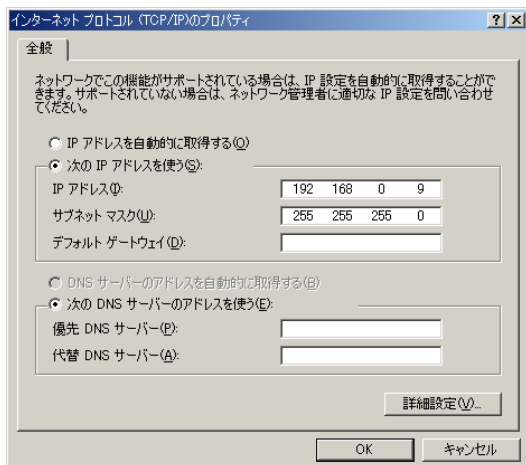 インターネット プロトコル (TCP/IP)のプロパティ
全般
ネットワークでこの機能がサポートされている場合は、IP 設定を自動的に取得することがで
きます。サポートされていない場合は、ネットワーク管理者に適切な IP 設定を問い合わせ
てください。
IP アドレスを自動的に取得する(O)
次の IP アドレスを使う(S):
IP アドレス(I): 192 168 0 9
サブネット マスク(U): 255 255 255 0
デフォルト ゲートウェイ(D):
DNS サーバーのアドレスを自動的に取得する(B)
次の DNS サーバーのアドレスを使う(E):
優先 DNS サーバー(P):
代替 DNS サーバー(A):
詳細設定(V)...
OK キャンセル